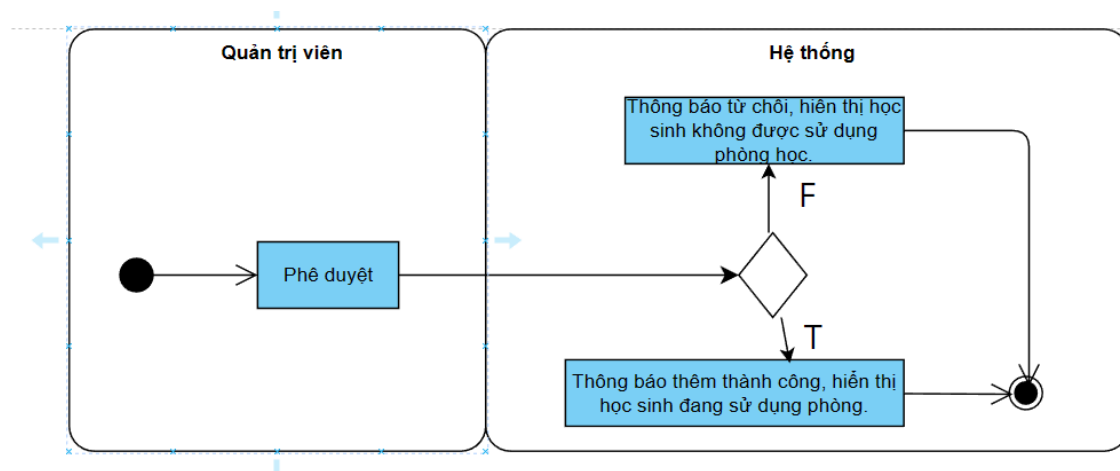 Quản trị viên
Hệ thống
Thông báo từ chối, hiển thị học
sinh không được sử dụng
phòng học.
F
Phê duyệt
T
Thông báo thêm thành công, hiển thị
học sinh đang sử dụng phòng.